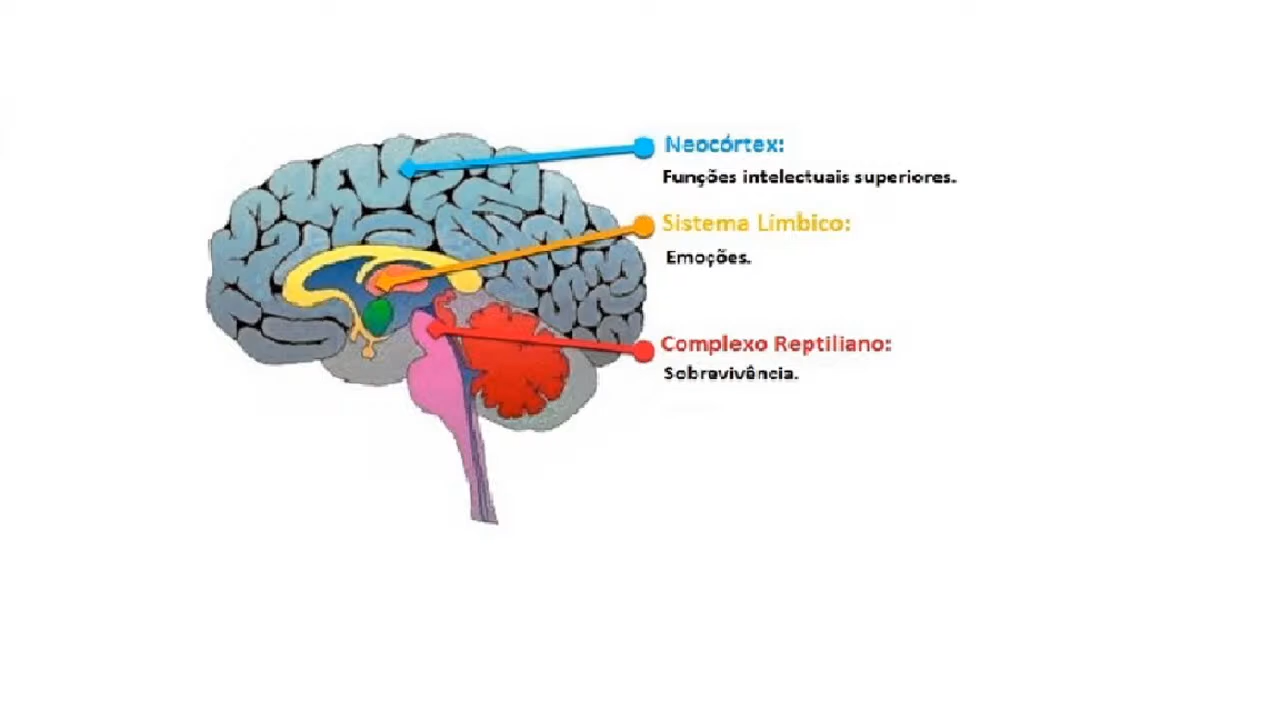 Neocórtex:
Funções intelectuais superiores.
Sistema Límbico:
Emoções.
Complexo Reptiliano:
Sobrevivência.